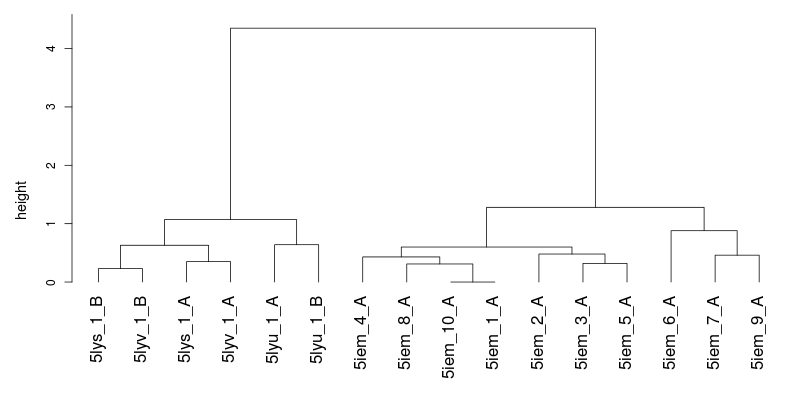 height
4
3
2
1
0
5lys_1_B
5lyv_1_B
5lys_1_A
5lyv_1_A
5lyu_1_A
5lyu_1_B
5iem_4_A
5iem_8_A
5iem_10_A
5iem_1_A
5iem_2_A
5iem_3_A
5iem_5_A
5iem_6_A
5iem_7_A
5iem_9_A